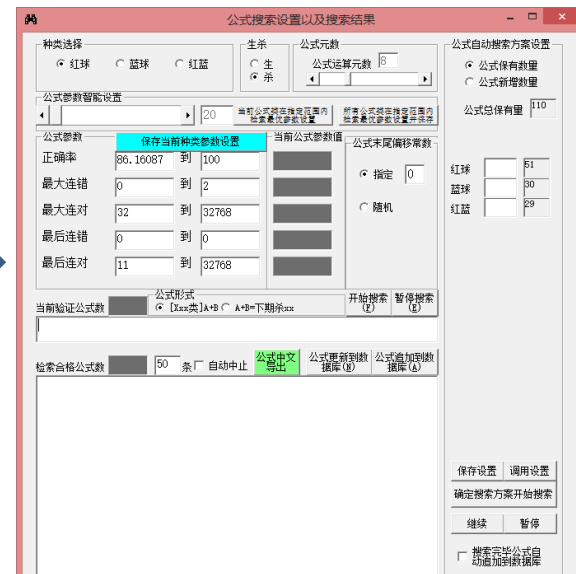 公式搜索设置以及搜索结果
种类选择
红球 蓝球 红蓝
生杀
生
杀
公式元数
公式运算元数 8
公式自动搜索方案设置
公式保有数量
公式新增数量
公式总保有量 110
红球 51
蓝球 30
红蓝 29
公式参数智能设置
20
当前公式类在指定范围内
检索最优参数设置
所有公式类在指定范围内
检索最优参数设置并保存
公式参数
保存当前种类参数设置
当前公式参数值
正确率 86.16087 到 100
最大连错 0 到 2
最大连对 32 到 32768
最后连错 0 到 0
最后连对 11 到 32768
公式末尾偏移常数
指定 0
随机
当前验证公式数
公式形式
[Xxx类]A+B A+B=下期杀xx
开始搜索
(F)
暂停搜索
(E)
检索合格公式数 50 条 自动中止
公式中文
导出
公式更新到数
据库(N)
公式追加到数
据库(A)
保存设置 调用设置
确定搜索方案开始搜索
继续 暂停
搜索完毕公式自
动追加到数据库